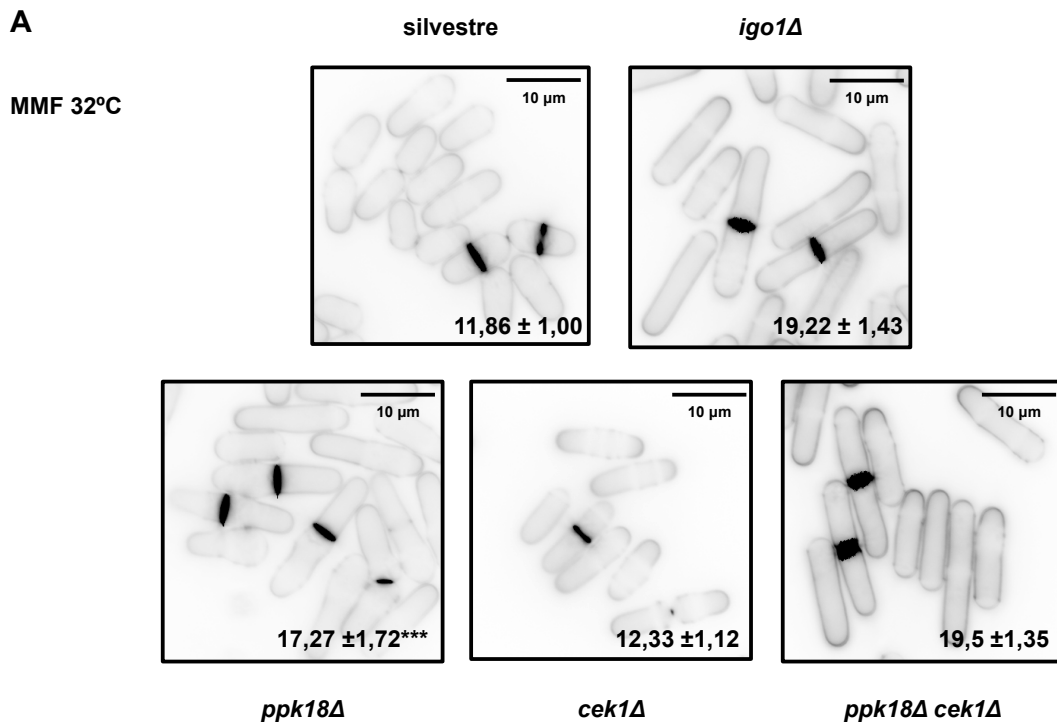 A
silvestre
igo1Δ
MMF 32ºC
10 µm
10 µm
11,86 ± 1,00
19,22 ± 1,43
10 µm
10 µm
10 µm
17,27 ±1,72***
12,33 ±1,12
19,5 ±1,35
ppk18Δ
cek1Δ
ppk18Δ cek1Δ